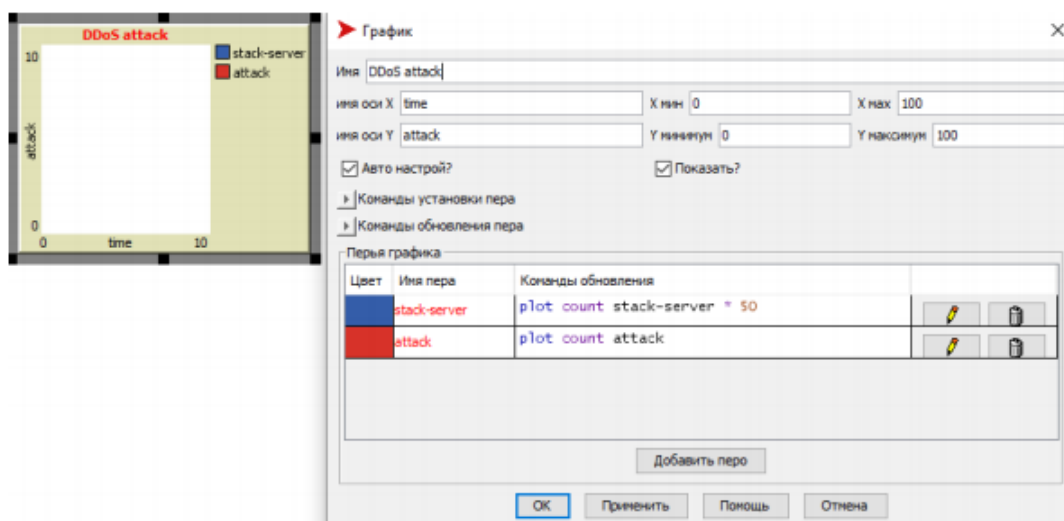 DDoS attack
10
stack-server
attack
attack
0
0 time 10
График
Имя DDoS attack
имя оси X time X мин 0 X max 100
имя оси Y attack Y минимум 0 Y максимум 100
Авто настрой? Показать?
Команды установки пера
Команды обновления пера
Перья графика
Цвет Имя пера Команды обновления
stack-server plot count stack-server * 50
attack plot count attack
Добавить перо
OK Применить Помощь Отмена